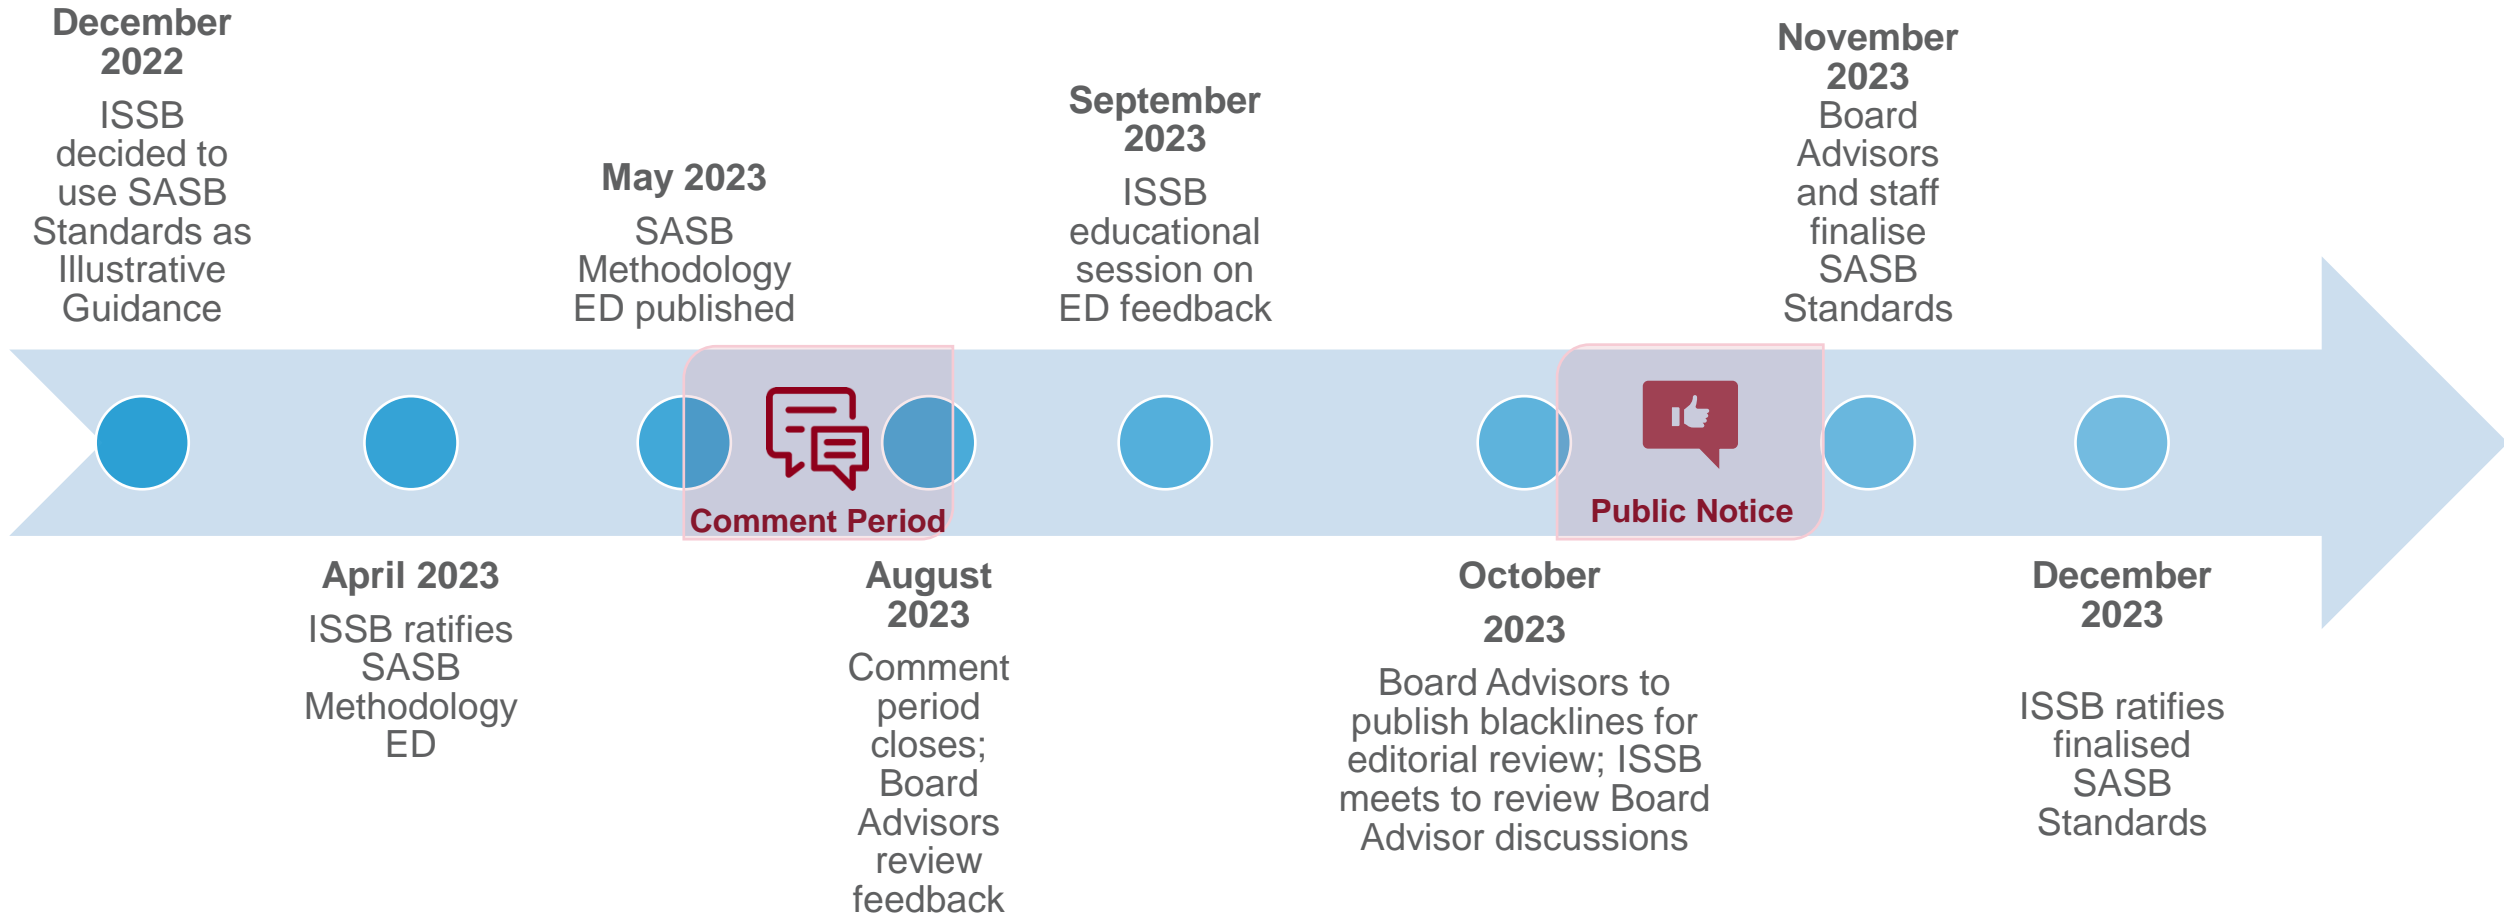 December
2022
ISSB
decided to
use SASB
Standards as
Illustrative
Guidance
April 2023
ISSB ratifies
SASB
Methodology
ED
May 2023
SASB
Methodology
ED published
Comment Period
August
2023
Comment
period
closes;
Board
Advisors
review
feedback
September
2023
ISSB
educational
session on
ED feedback
October
2023
Board Advisors to
publish blacklines for
editorial review; ISSB
meets to review Board
Advisor discussions
Public Notice
November
2023
Board
Advisors
and staff
finalise
SASB
Standards
December
2023
ISSB ratifies
finalised
SASB
Standards